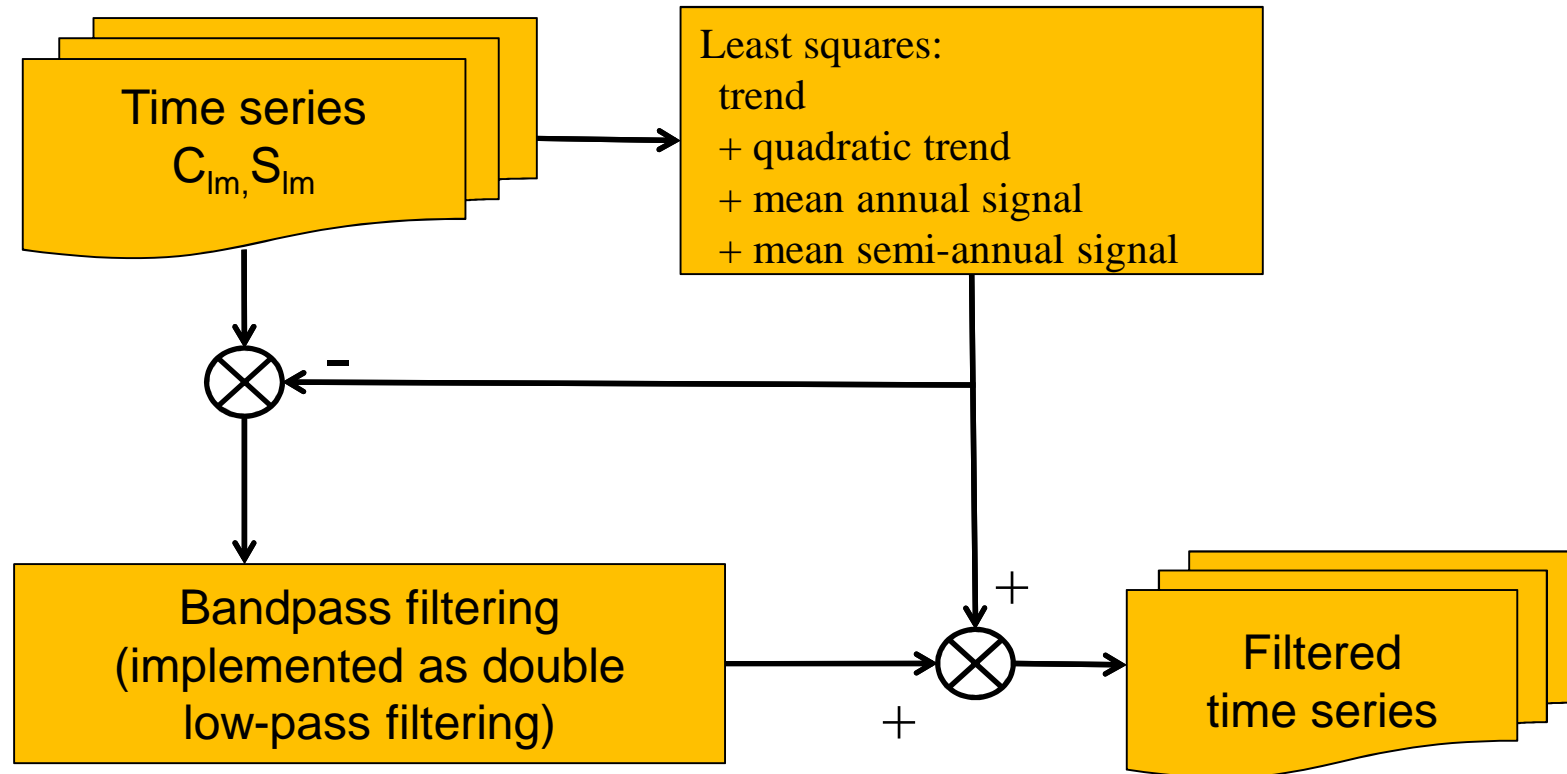 Time series
Clm,Slm
Least squares:
trend
+ quadratic trend
+ mean annual signal
+ mean semi-annual signal
-
Bandpass filtering
(implemented as double
low-pass filtering)
+
+
Filtered
time series